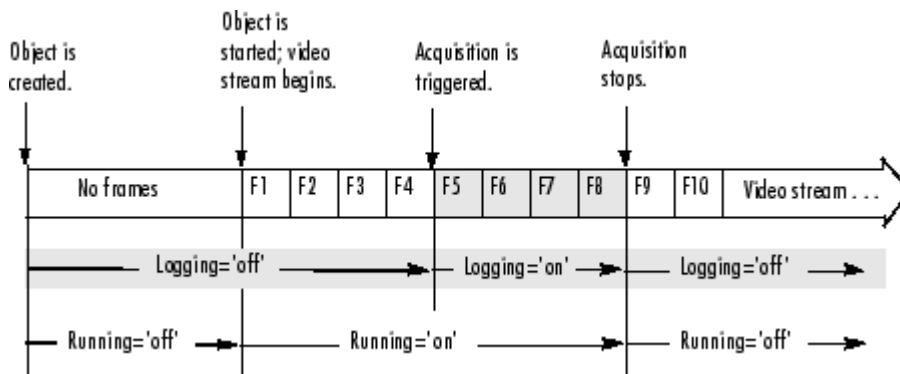 Object is
created.
Object is
started; video
stream begins.
Acquisition is
triggered.
Acquisition
stops.
No frames F1 F2 F3 F4 F5 F6 F7 F8 F9 F10 Video stream . . .
Logging='off' Logging='on' Logging='off'
Running='off' Running='on' Running='off'